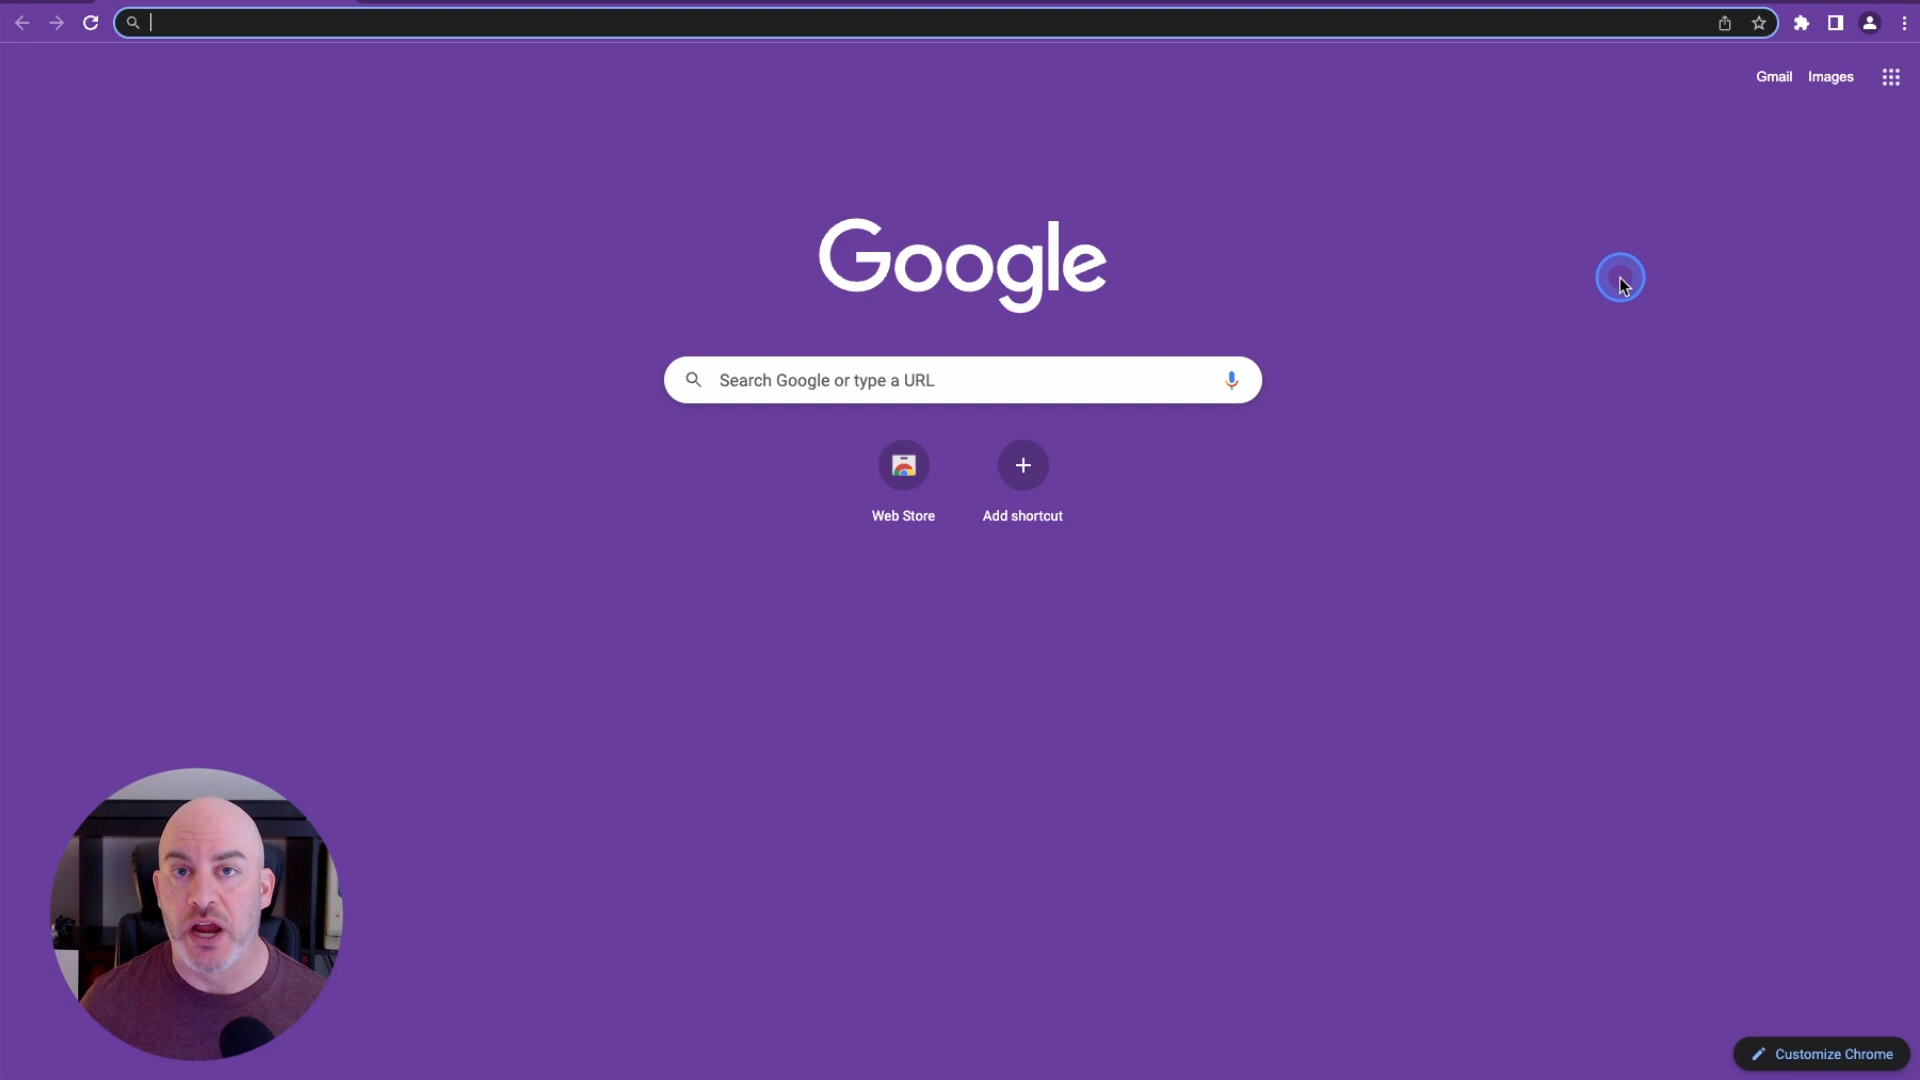 Gmail Images
Google
Search Google or type a URL
Web Store
Add shortcut
Customize Chrome